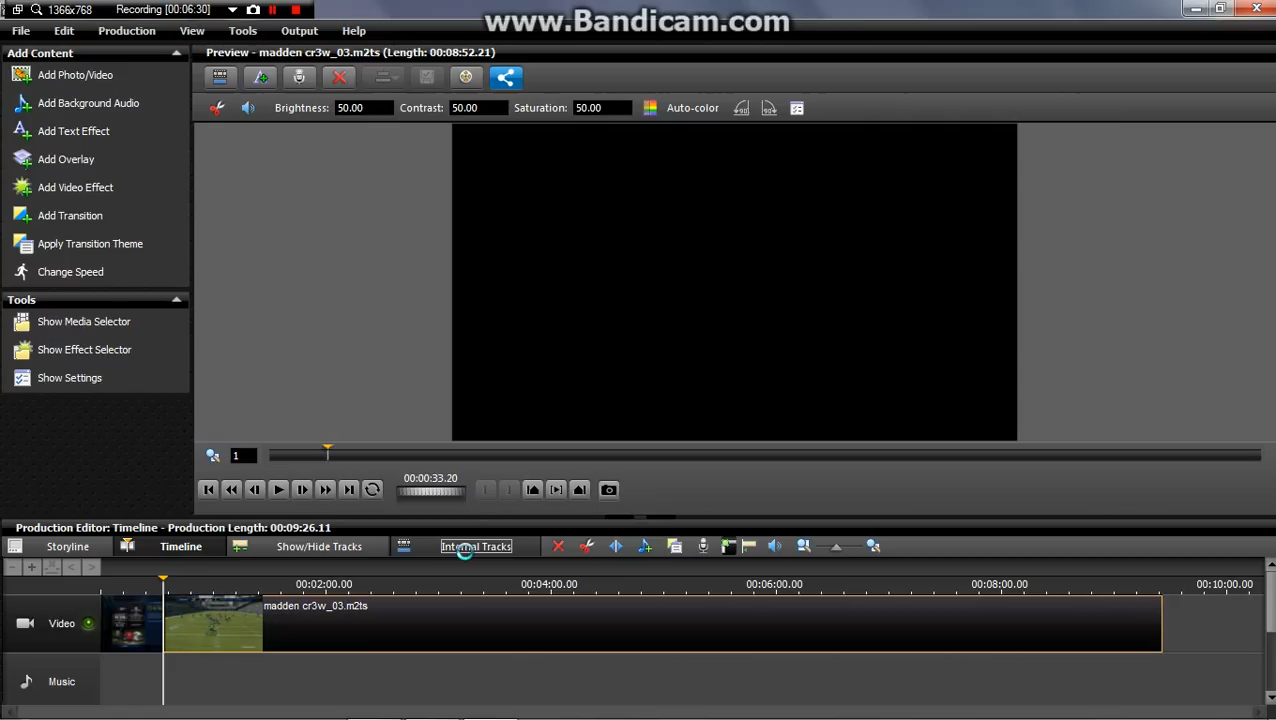 1366x768 Recording [00:06:30]
www.Bandicam.com
File Edit Production View Tools Output Help
Add Content
Preview - madden cr3w_03.m2ts (Length: 00:08:52.21)
Add Photo/Video
Add Background Audio
Brightness: 50.00 Contrast: 50.00 Saturation: 50.00 Auto-color
Add Text Effect
Add Overlay
Add Video Effect
Add Transition
Apply Transition Theme
Change Speed
Tools
Show Media Selector
Show Effect Selector
Show Settings
1
00:00:33.20
Production Editor: Timeline - Production Length: 00:09:26.11
Storyline Timeline Show/Hide Tracks Internal Tracks
00:02:00.00 00:04:00.00 00:06:00.00 00:08:00.00 00:10:00.00
madden cr3w_03.m2ts
Video
Music